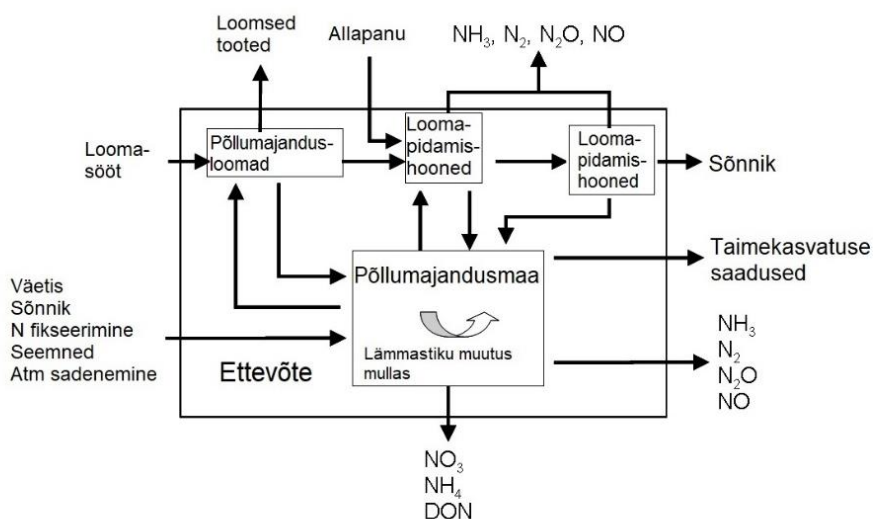 Loomsed
tooted
Allapanu
NH₃, N₂, N₂O, NO
Looma-
sööt
Põllumajandus-
loomad
Looma-
pidamis-
hooned
Looma-
pidamis-
hooned
Sõnnik
Põllumajandusmaa
Lämmastiku muutus
mullas
Taimekasvatuse
saadused
Väetis
Sõnnik
N fikseerimine
Seemned
Atm sadenemine
Ettevõte
NH₃
N₂
N₂O
NO
NO₃
NH₄
DON